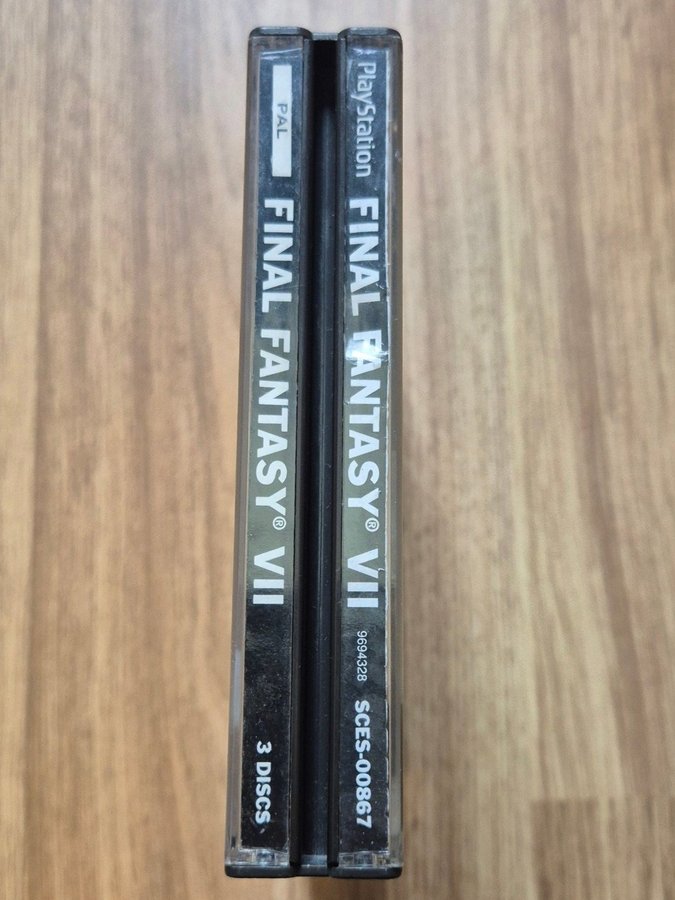 PlayStation FINAL FANTASY® VII 9694328 SCES-00867
PAL FINAL FANTASY® VII 3 DISCS